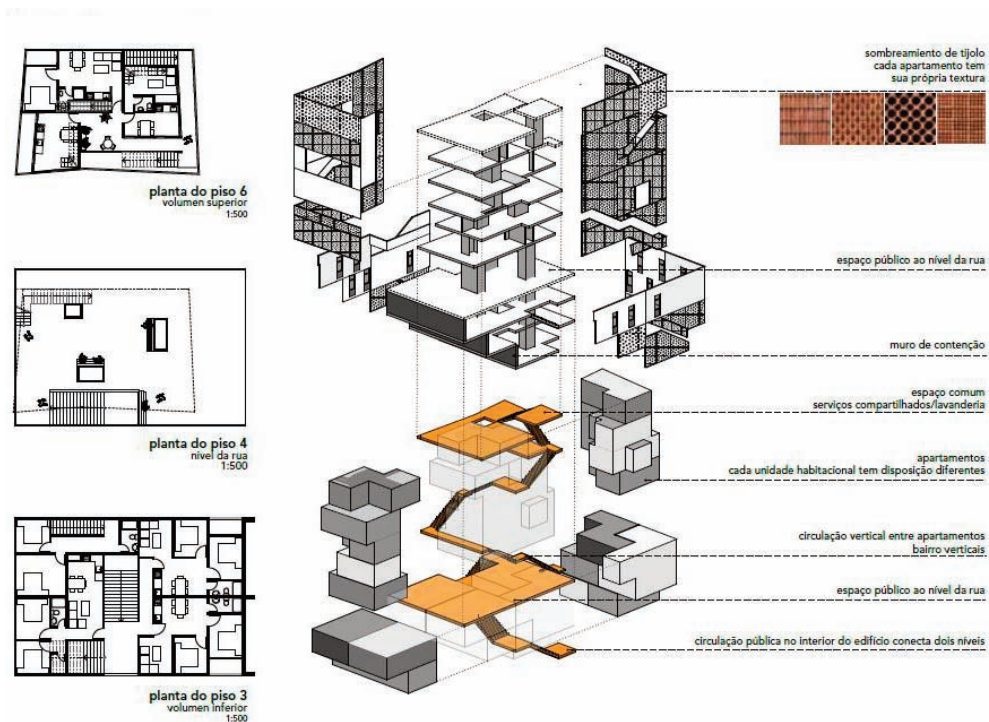 planta do piso 6
volumen superior
1:500
planta do piso 4
nível da rua
1:500
planta do piso 3
volumen inferior
1:500
sombreamento de tijolo
cada apartamento tem
sua própria textura
espaço público ao nível da rua
muro de contenção
espaço comum
serviços compartilhados/lavanderia
apartamentos
cada unidade habitacional tem disposição diferentes
circulação vertical entre apartamentos
bairro verticais
espaço público ao nível da rua
circulação pública no interior do edifício conecta dois níveis